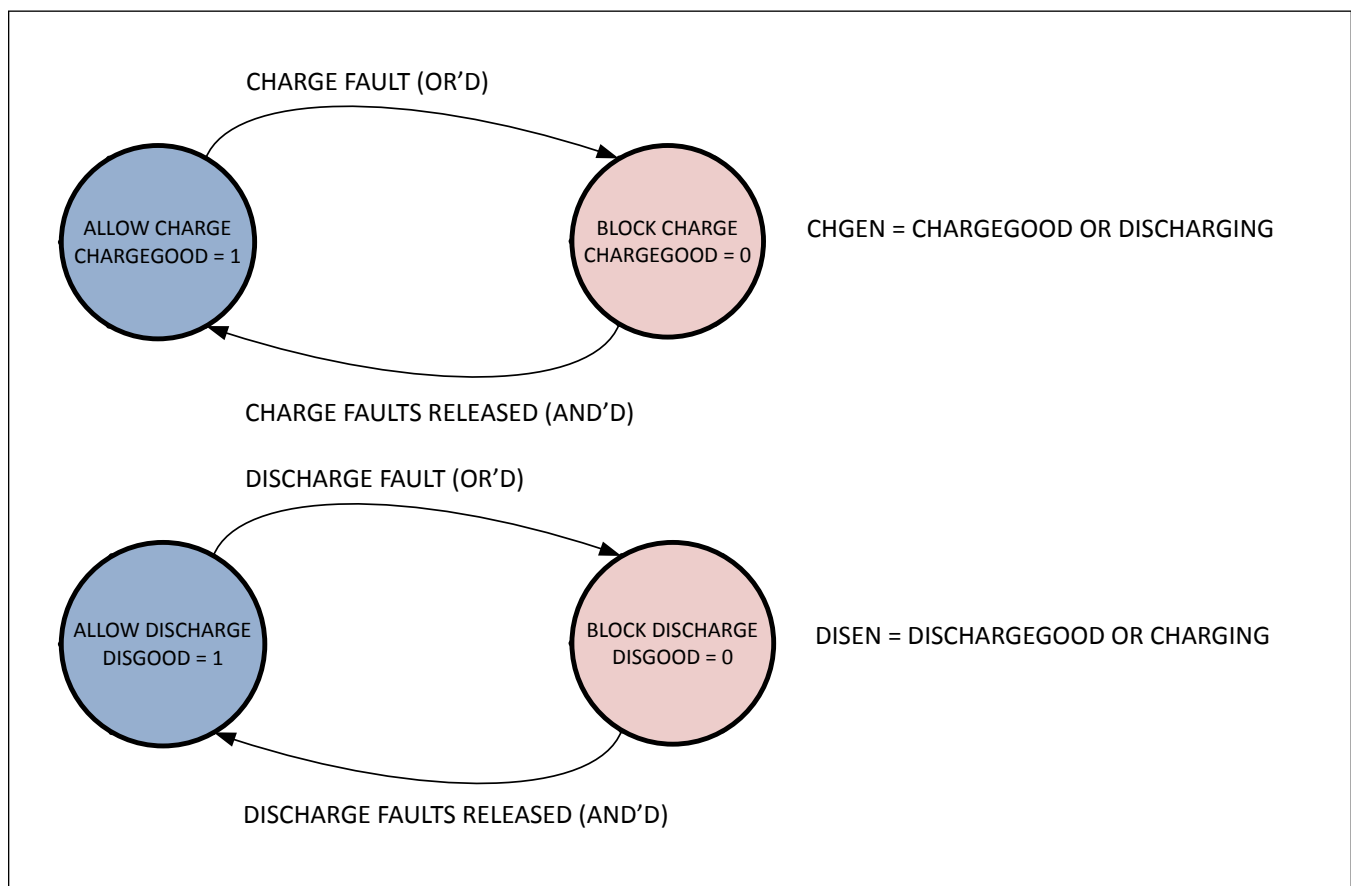 CHARGE FAULT (OR’D)
ALLOW CHARGE
CHARGEGOOD = 1
BLOCK CHARGE
CHARGEGOOD = 0
CHGEN = CHARGEGOOD OR DISCHARGING
CHARGE FAULTS RELEASED (AND’D)
DISCHARGE FAULT (OR’D)
ALLOW DISCHARGE
DISGOOD = 1
BLOCK DISCHARGE
DISGOOD = 0
DISEN = DISCHARGEGOOD OR CHARGING
DISCHARGE FAULTS RELEASED (AND’D)